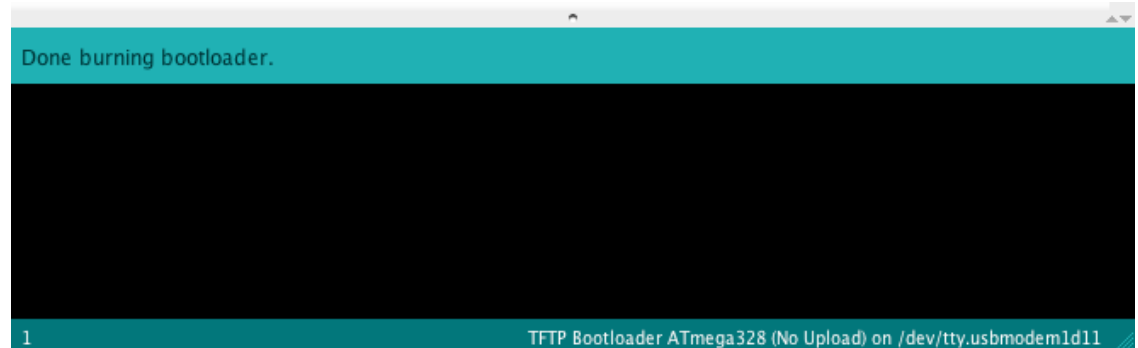 Done burning bootloader.
1
TFTP Bootloader ATmega328 (No Upload) on /dev/tty.usbmodem1d11